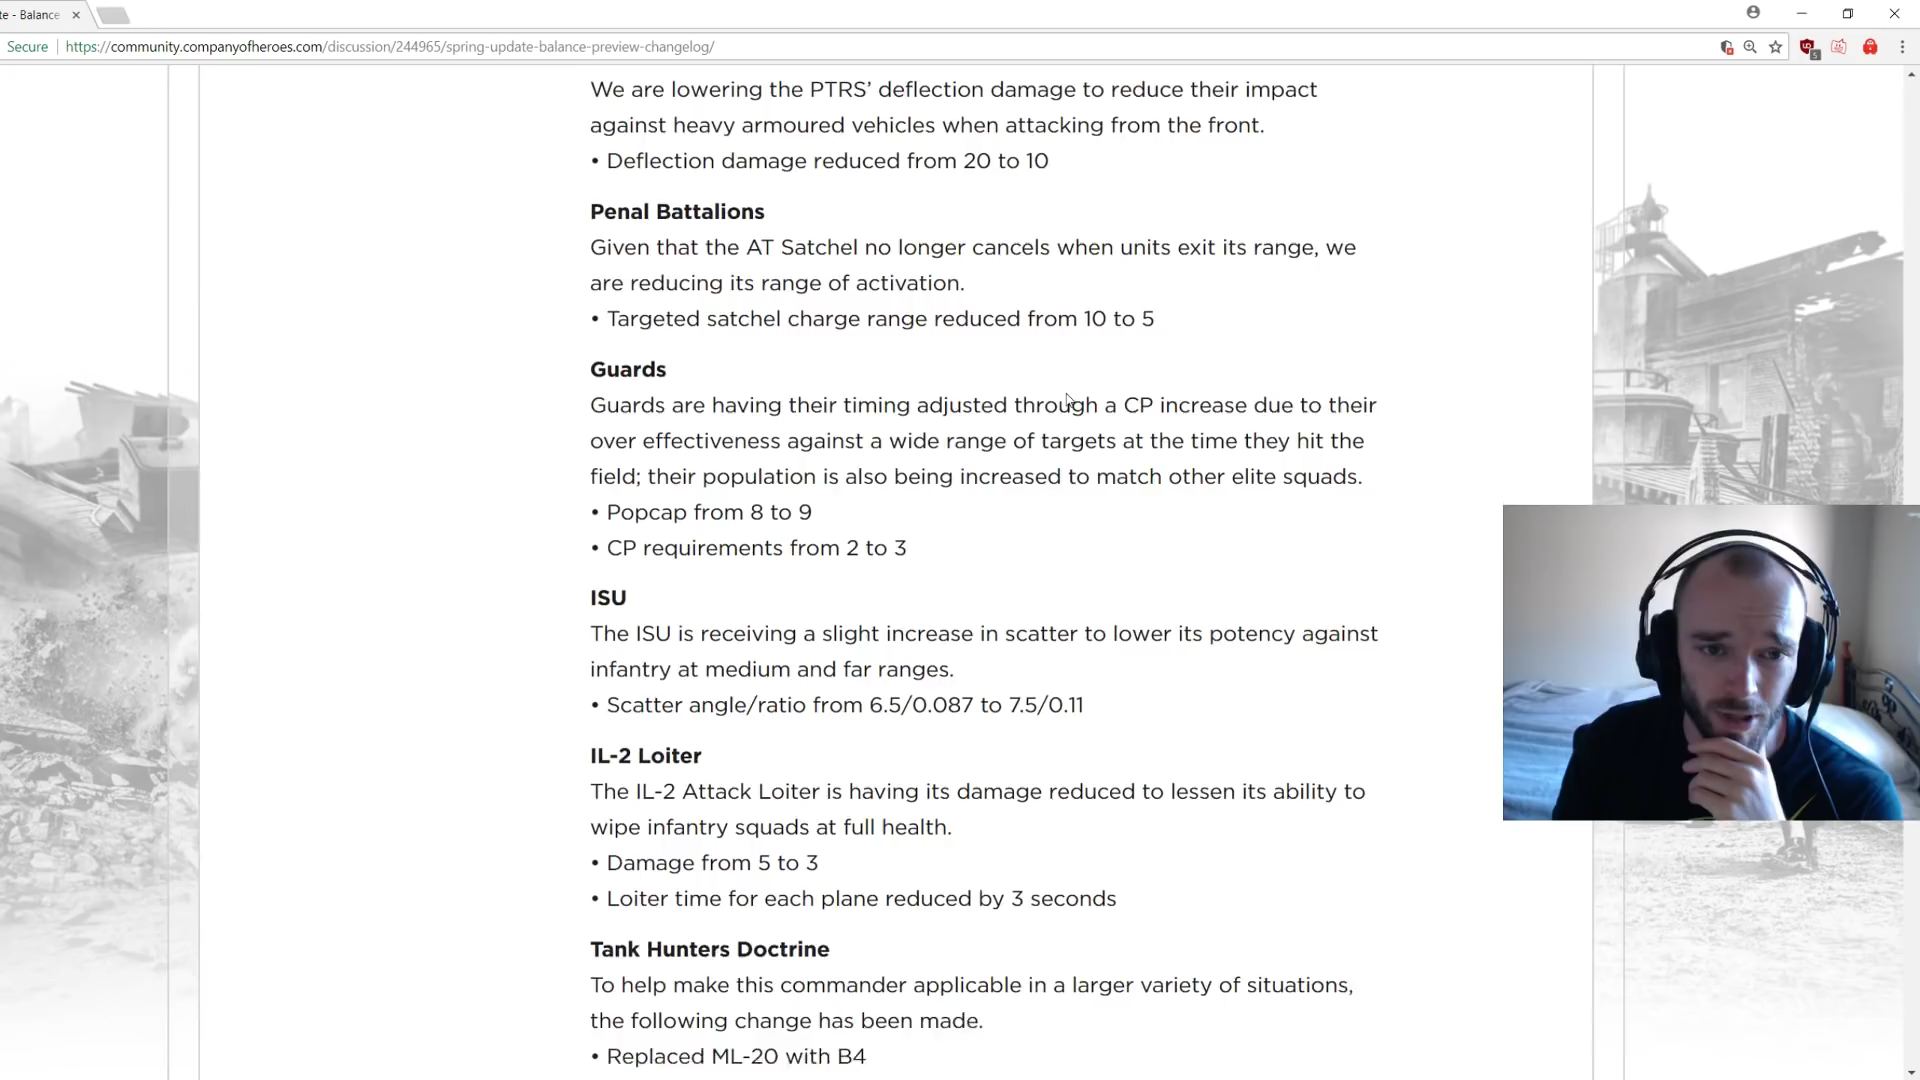 te - Balance
Secure
https://community.companyofheroes.com/discussion/244965/spring-update-balance-preview-changelog/
We are lowering the PTRS’ deflection damage to reduce their impact
against heavy armoured vehicles when attacking from the front.
• Deflection damage reduced from 20 to 10
Penal Battalions
Given that the AT Satchel no longer cancels when units exit its range, we
are reducing its range of activation.
• Targeted satchel charge range reduced from 10 to 5
Guards
Guards are having their timing adjusted through a CP increase due to their
over effectiveness against a wide range of targets at the time they hit the
field; their population is also being increased to match other elite squads.
• Popcap from 8 to 9
• CP requirements from 2 to 3
ISU
The ISU is receiving a slight increase in scatter to lower its potency against
infantry at medium and far ranges.
• Scatter angle/ratio from 6.5/0.087 to 7.5/0.11
IL-2 Loiter
The IL-2 Attack Loiter is having its damage reduced to lessen its ability to
wipe infantry squads at full health.
• Damage from 5 to 3
• Loiter time for each plane reduced by 3 seconds
Tank Hunters Doctrine
To help make this commander applicable in a larger variety of situations,
the following change has been made.
• Replaced ML-20 with B4